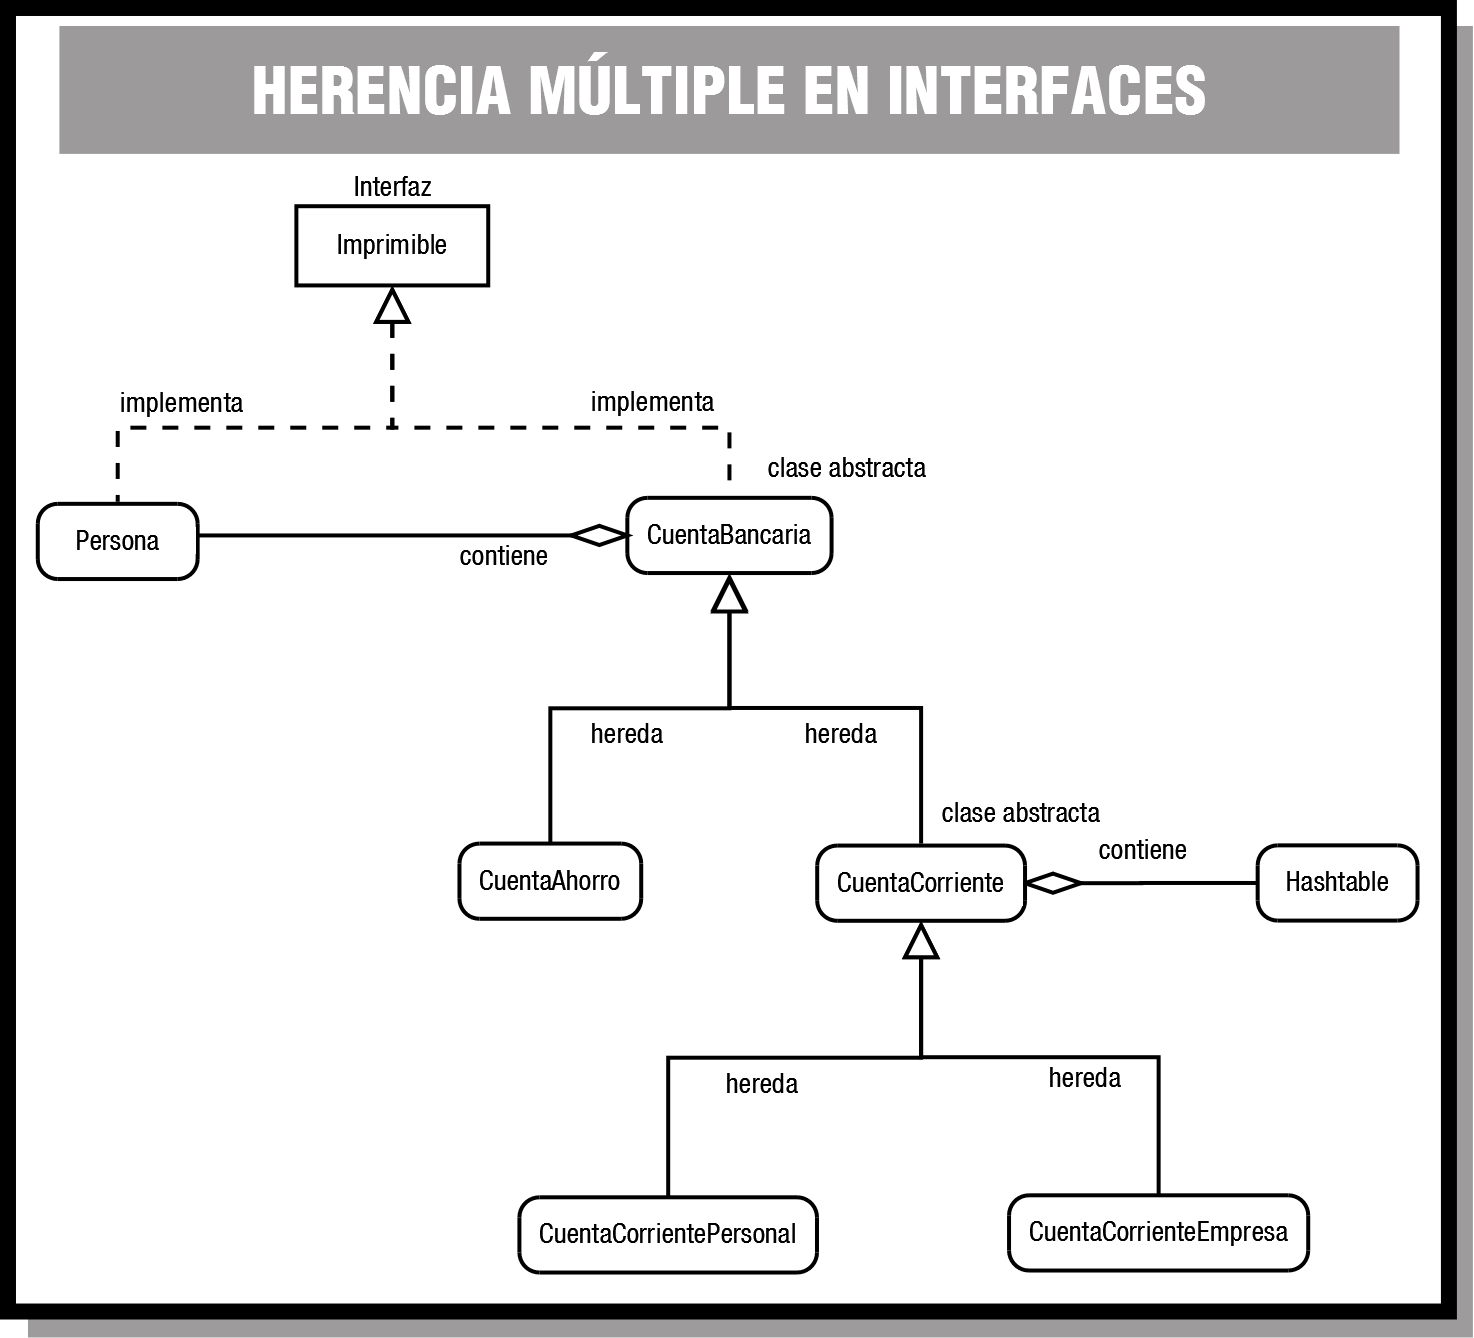 HERENCIA MÚLTIPLE EN INTERFACES
Interfaz
Imprimible
implementa
implementa
clase abstracta
Persona
contiene
CuentaBancaria
hereda
hereda
clase abstracta
contiene
CuentaAhorro
CuentaCorriente
Hashtable
hereda
hereda
CuentaCorrientePersonal
CuentaCorrienteEmpresa